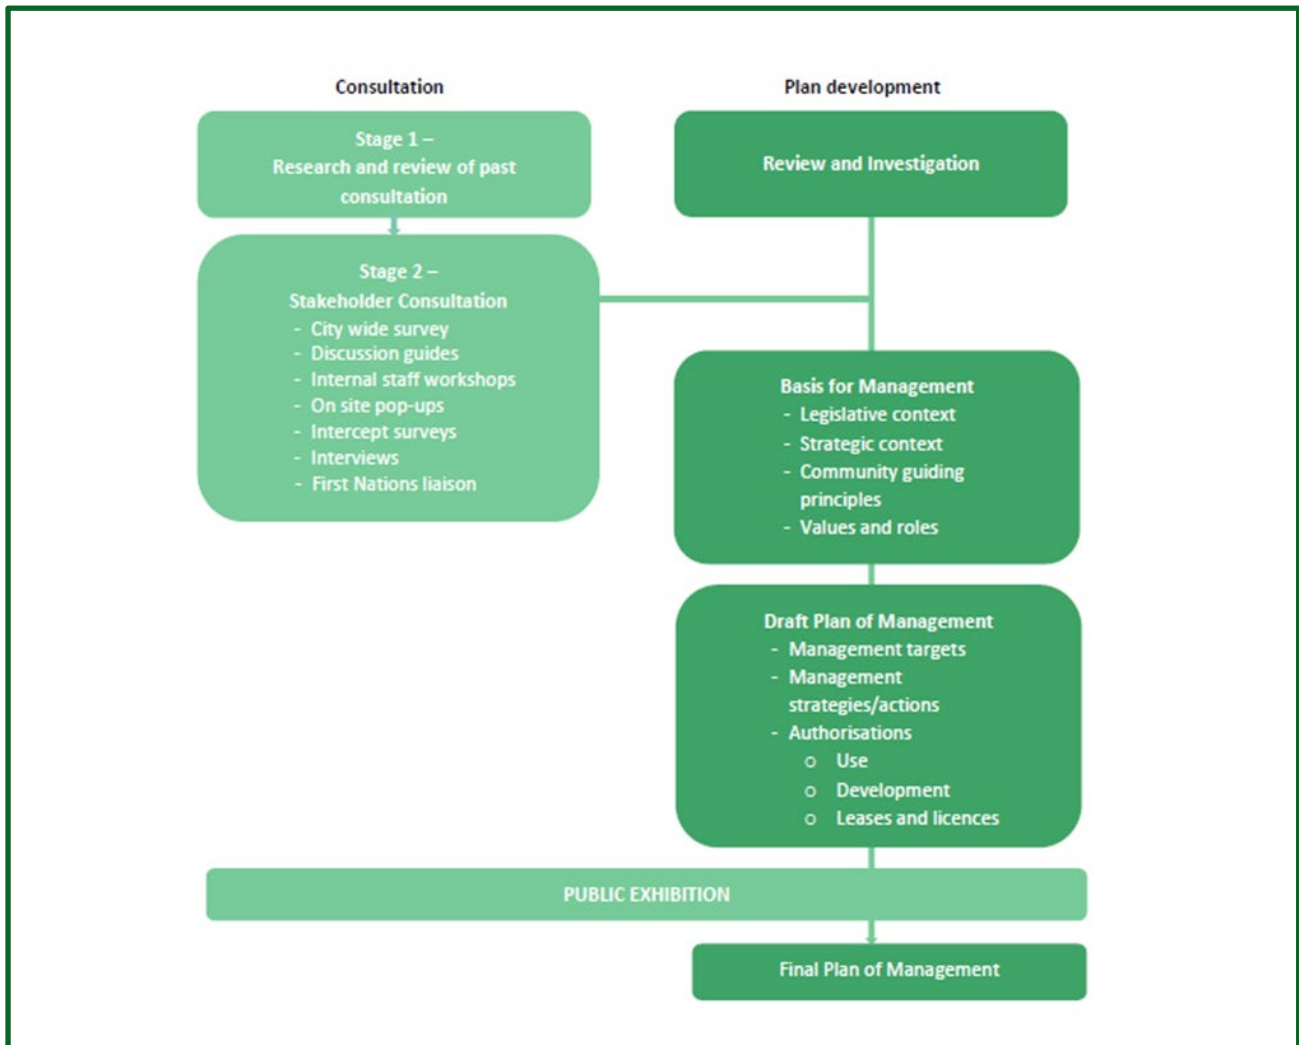 Consultation
Stage 1 –
Research and review of past
consultation
Stage 2 –
Stakeholder Consultation
- City wide survey
- Discussion guides
- Internal staff workshops
- On site pop-ups
- Intercept surveys
- Interviews
- First Nations liaison
Plan development
Review and Investigation
Basis for Management
- Legislative context
- Strategic context
- Community guiding
principles
- Values and roles
Draft Plan of Management
- Management targets
- Management
strategies/actions
- Authorisations
o Use
o Development
o Leases and licences
PUBLIC EXHIBITION
Final Plan of Management